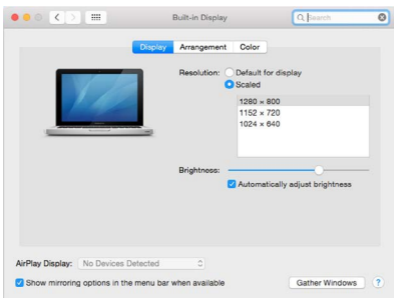 Built-in Display
Search
Display Arrangement Color
Resolution: Default for display
Scaled
1280 × 800
1152 × 720
1024 × 640
Brightness:
Automatically adjust brightness
AirPlay Display: No Devices Detected
Show mirroring options in the menu bar when available
Gather Windows ?